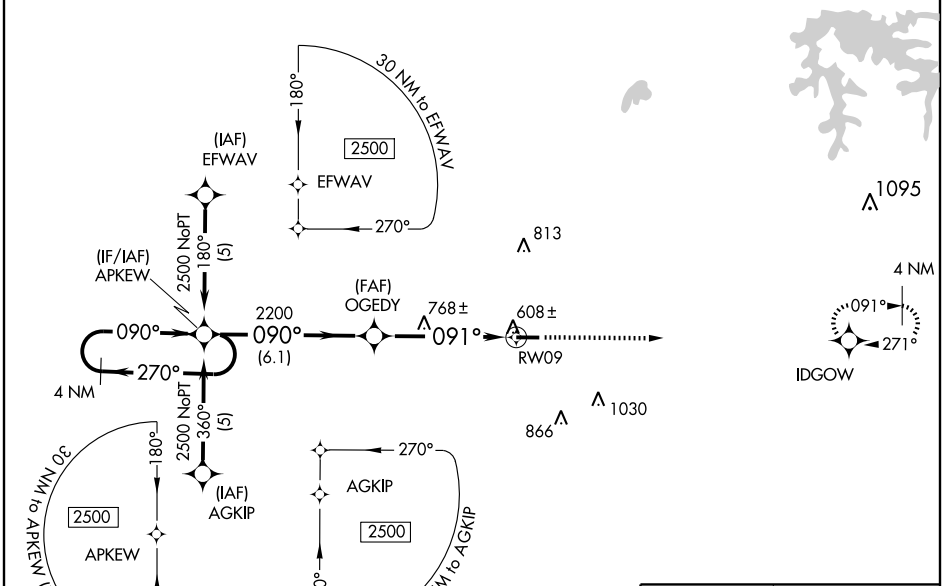 180°
30 NM to EFWAV
2500
EFWAV
270°
(IAF)
EFWAV
2500 NoPT
180°
(5)
1095
813
(IF/IAF)
APKEW
(FAF)
OGEDY
768±
608±
4 NM
091°
271°
IDGOW
090°
2200
090°
(6.1)
091°
RW09
270°
4 NM
2500 NoPT
360°
(5)
1030
866
(IAF)
AGKIP
30 NM to APKEW
180°
2500
APKEW
270°
AGKIP
2500
M to AGKIP